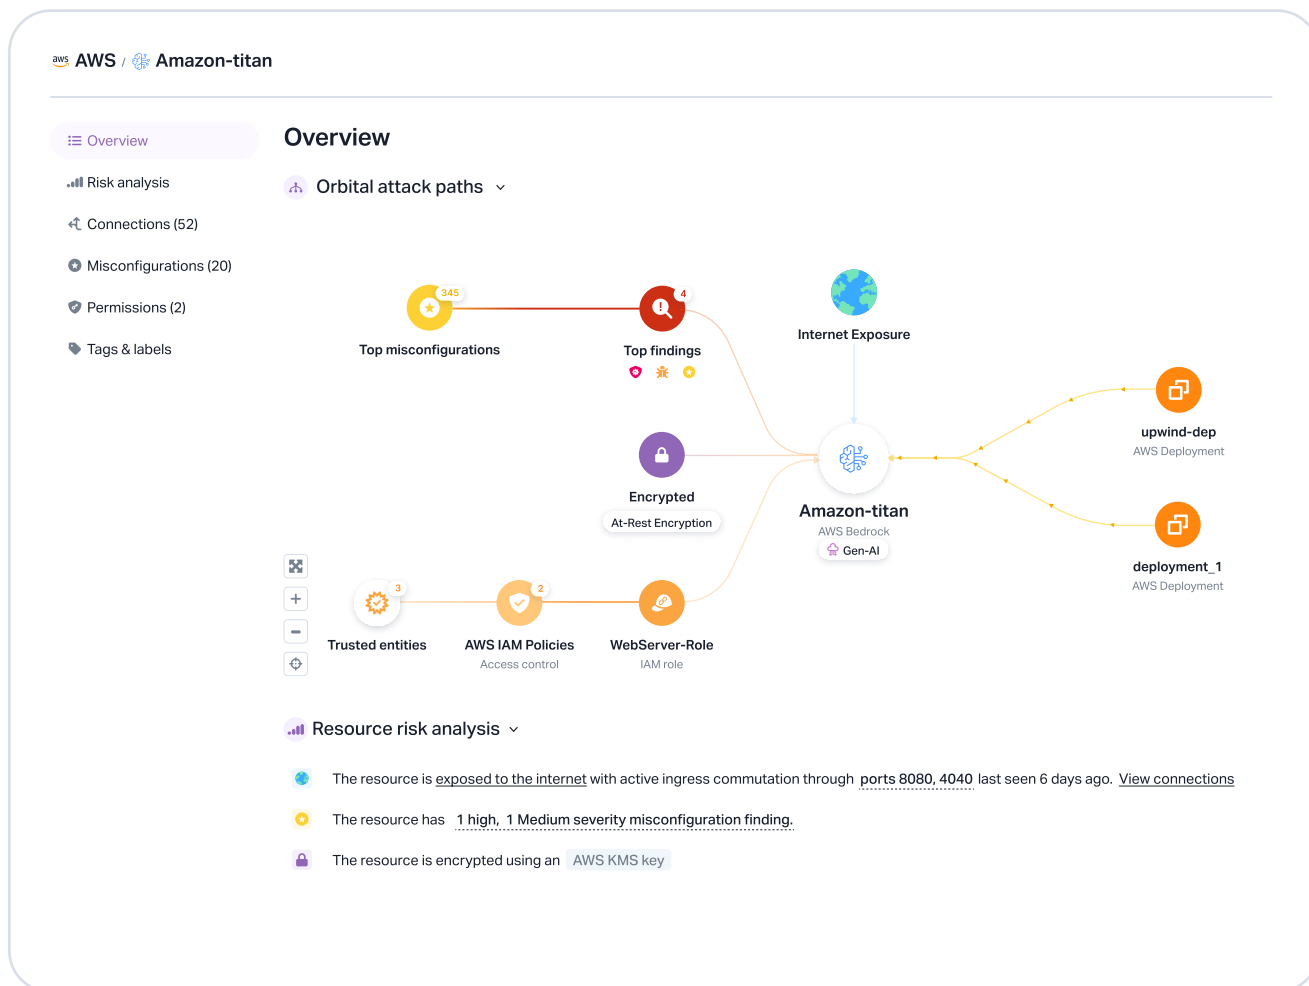 aws AWS / Amazon-titan
Overview
Risk analysis
Connections (52)
Misconfigurations (20)
Permissions (2)
Tags & labels
Overview
Orbital attack paths
345
Top misconfigurations
4
Top findings
Internet Exposure
upwind-dep
AWS Deployment
Encrypted
At-Rest Encryption
Amazon-titan
AWS Bedrock
Gen-AI
deployment_1
AWS Deployment
3
Trusted entities
2
AWS IAM Policies
Access control
WebServer-Role
IAM role
Resource risk analysis
The resource is exposed to the internet with active ingress commutation through ports 8080, 4040 last seen 6 days ago. View connections
The resource has 1 high, 1 Medium severity misconfiguration finding.
The resource is encrypted using an AWS KMS key